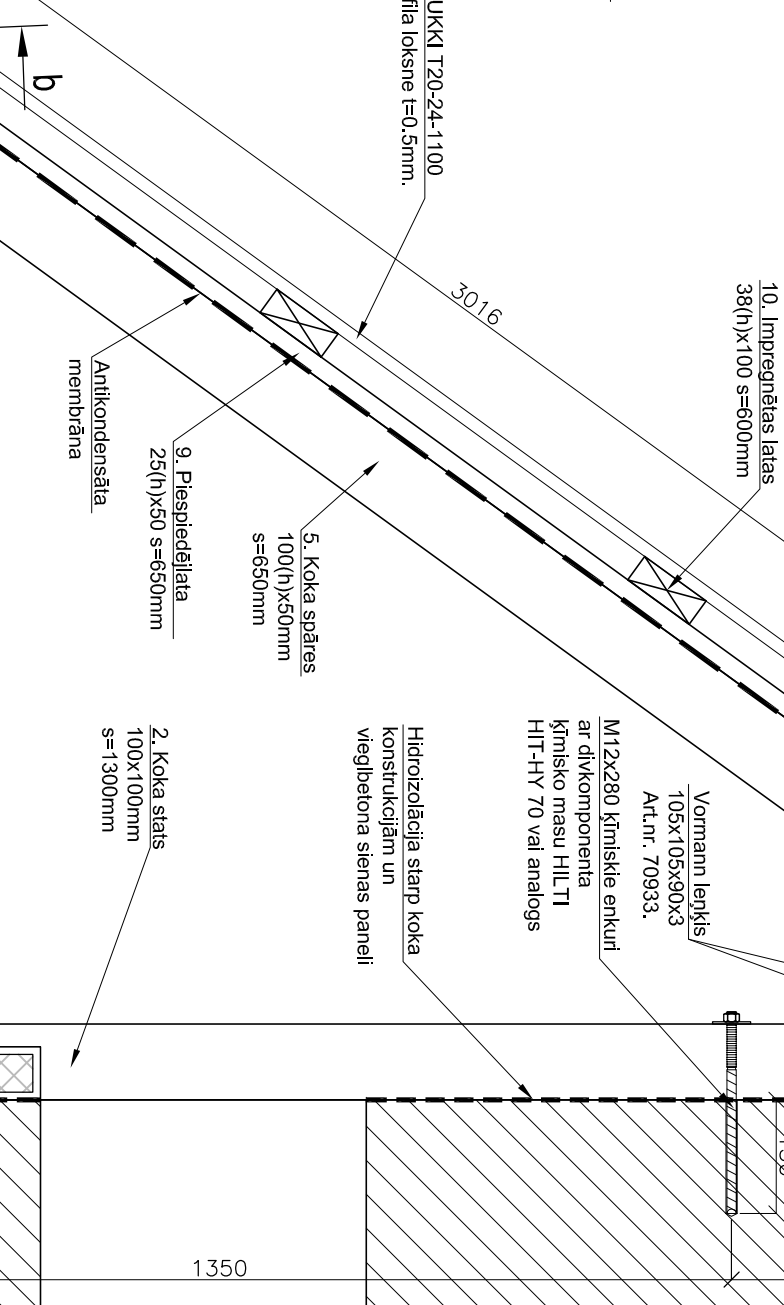 UKKI T20-24-1100
fila loksne t=0.5mm.
b
3016
10. Impregnētas latas
38(h)x100 s=600mm
Antikondensāta
membrāna
9. Piespiedējlata
25(h)x50 s=650mm
5. Koka spāres
100(h)x50mm
s=650mm
2. Koka stats
100x100mm
s=1300mm
Hidroizolācija starp koka
konstrukcijām un
vieglbetona sienas paneli
M12x280 ķīmiskie enkuri
ar divkomponenta
ķīmisko masu HILTI
HIT-HY 70 vai analogs
Vormann leņķis
105x105x90x3
Art.nr. 70933.
1350